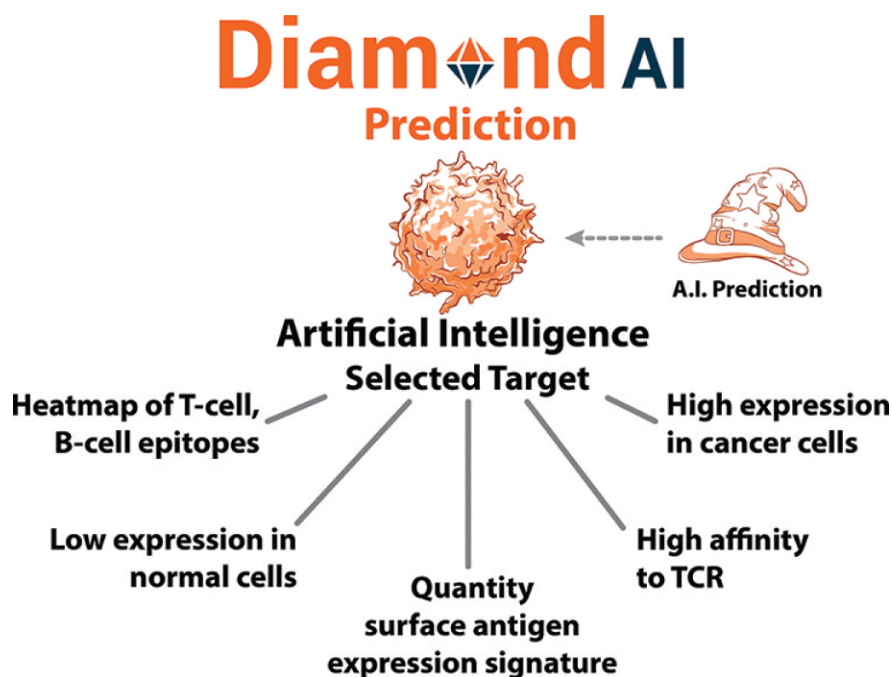 Diamond AI
Prediction
A.I. Prediction
Artificial Intelligence
Selected Target
Heatmap of T-cell,
B-cell epitopes
High expression
in cancer cells
Low expression in
normal cells
High affinity
to TCR
Quantity
surface antigen
expression signature